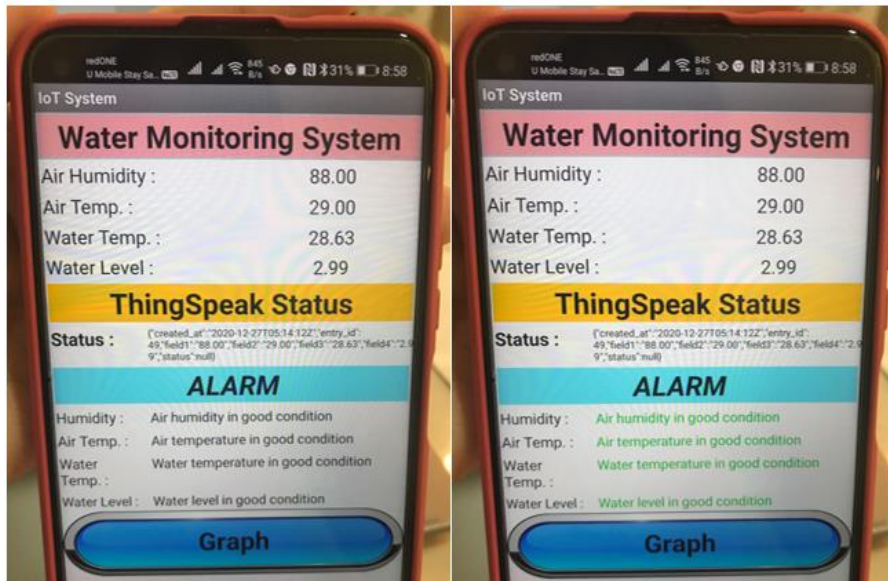 redONE
U Mobile Stay Sa.. 845 B/s 31% 8:58
IoT System
Water Monitoring System
Air Humidity : 88.00
Air Temp. : 29.00
Water Temp. : 28.63
Water Level : 2.99
ThingSpeak Status
Status : {"created_at":"2020-12-27T05:14:12Z","entry_id":
49,"field1":"88.00","field2":"29.00","field3":"28.63","field4":"2.9
9","status":null}
ALARM
Humidity : Air humidity in good condition
Air Temp. : Air temperature in good condition
Water Water temperature in good condition
Temp. :
Water Level : Water level in good condition
Graph
redONE
U Mobile Stay Sa.. 845 B/s 31% 8:58
IoT System
Water Monitoring System
Air Humidity : 88.00
Air Temp. : 29.00
Water Temp. : 28.63
Water Level : 2.99
ThingSpeak Status
Status : {"created_at":"2020-12-27T05:14:12Z","entry_id":
49,"field1":"88.00","field2":"29.00","field3":"28.63","field4":"2.9
9","status":null}
ALARM
Humidity : Air humidity in good condition
Air Temp. : Air temperature in good condition
Water Water temperature in good condition
Temp. :
Water Level : Water level in good condition
Graph